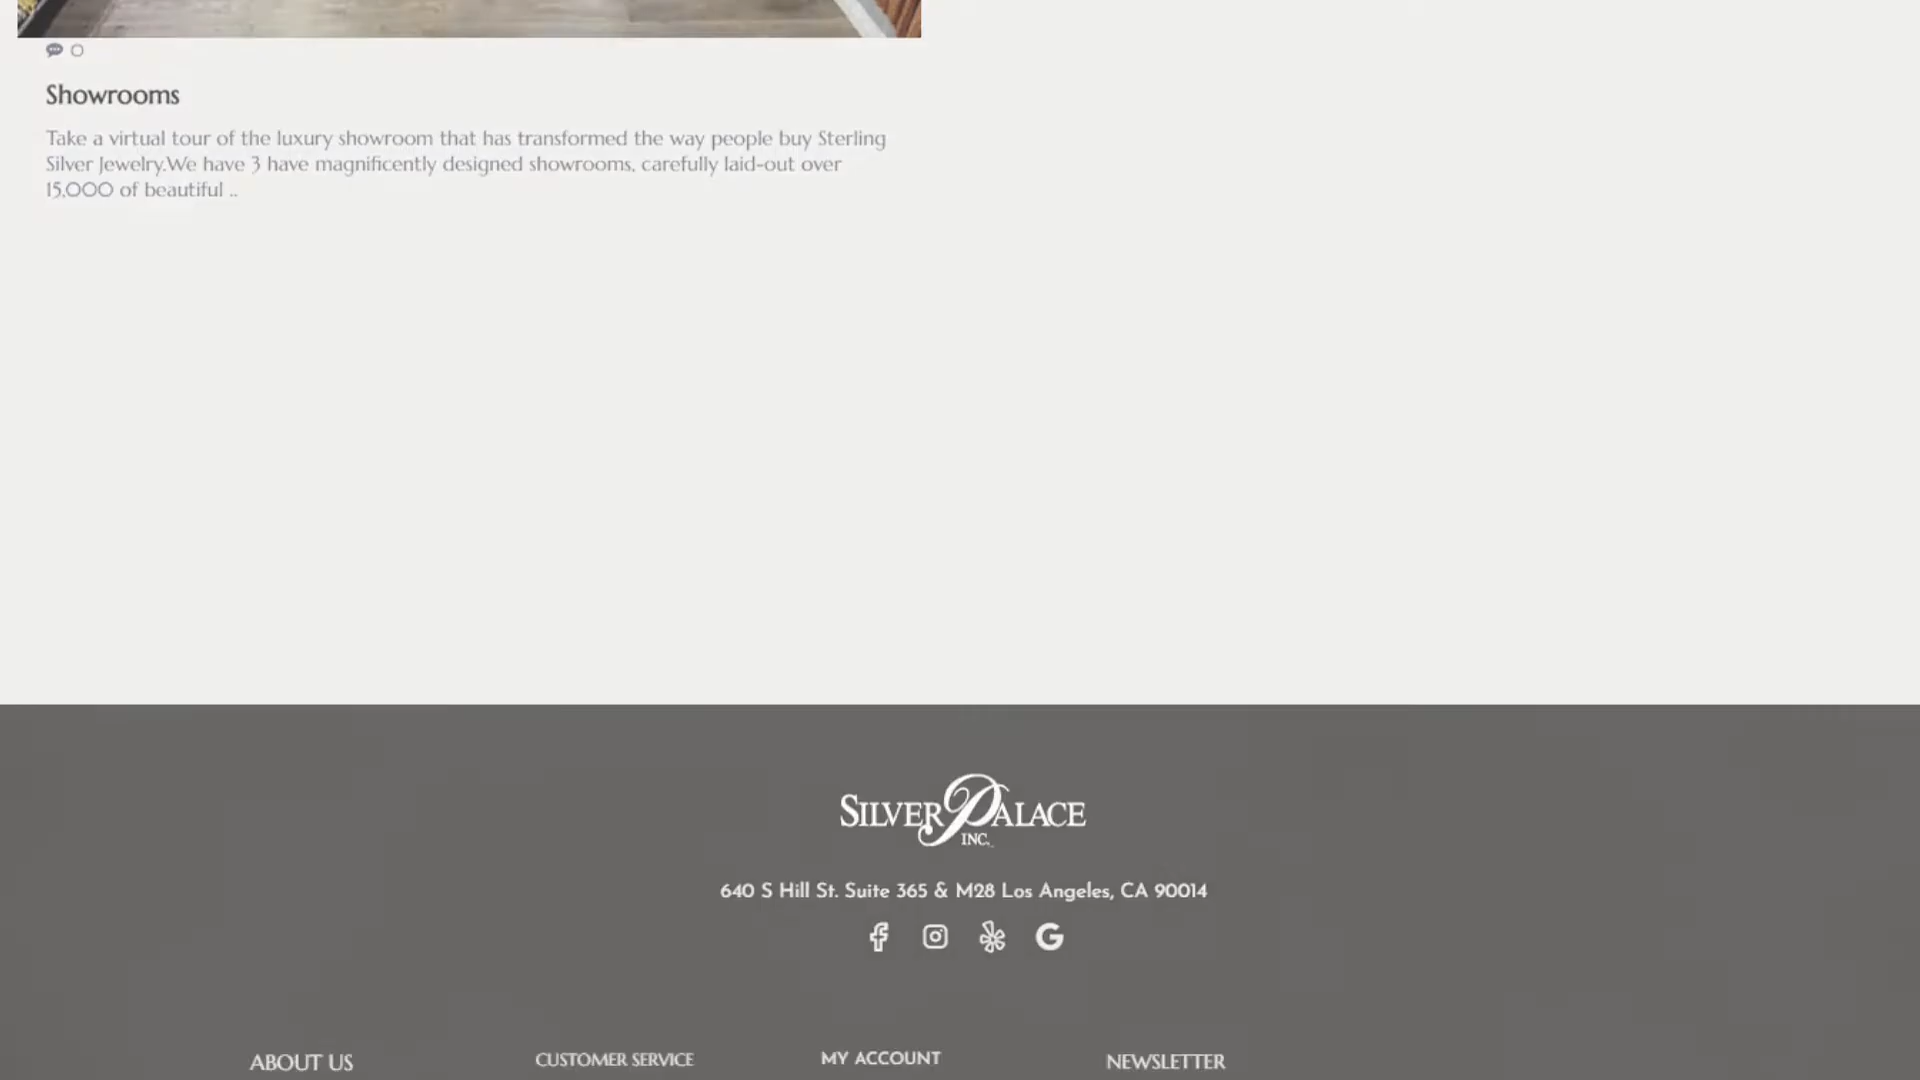 0
Showrooms
Take a virtual tour of the luxury showroom that has transformed the way people buy Sterling
Silver Jewelry.We have 3 have magnificently designed showrooms, carefully laid-out over
15,000 of beautiful ..
SILVER PALACE
INC.
640 S Hill St. Suite 365 & M28 Los Angeles, CA 90014
ABOUT US
CUSTOMER SERVICE
MY ACCOUNT
NEWSLETTER